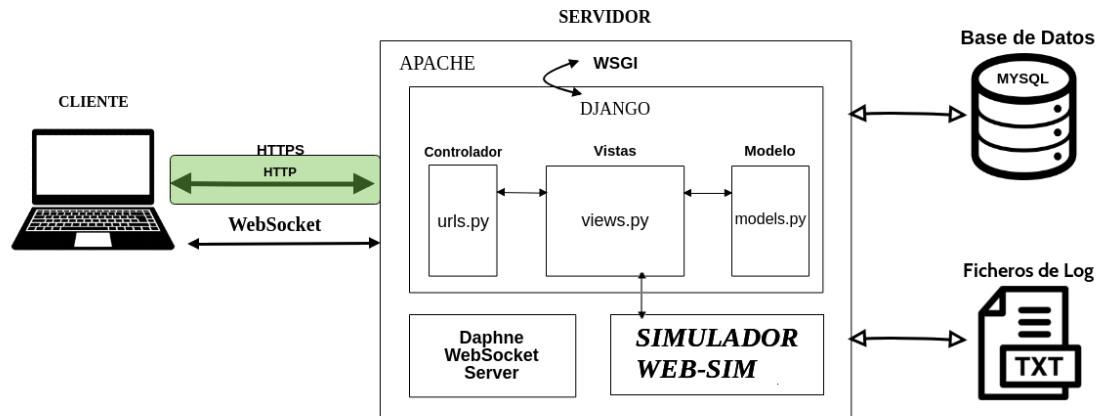 SERVIDOR
Base de Datos
APACHE
WSGI
MYSQL
CLIENTE
DJANGO
HTTPS
HTTP
Controlador
Vistas
Modelo
urls.py
views.py
models.py
WebSocket
Ficheros de Log
Daphne
WebSocket
Server
SIMULADOR
WEB-SIM
TXT